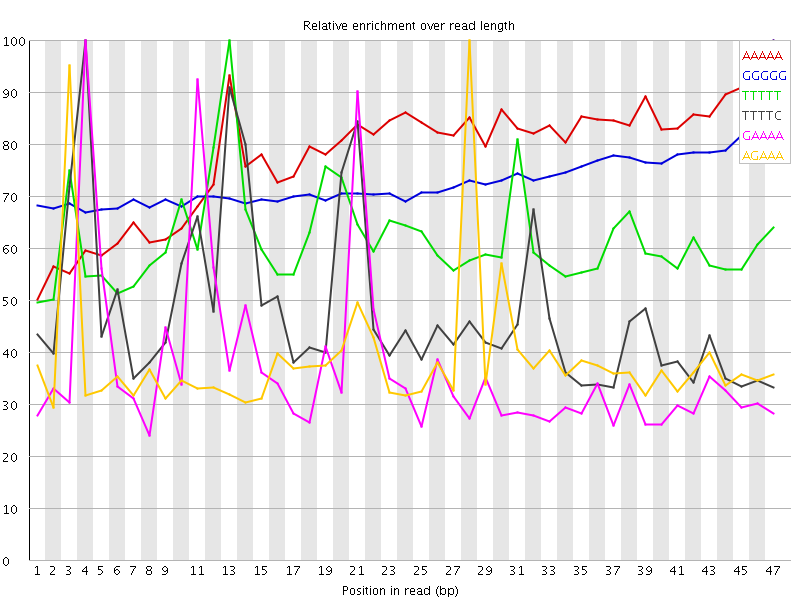 Relative enrichment over read length
100
90
80
70
60
50
40
30
20
10
0
AAAAA
GGGGG
TTTTT
TTTTC
GAAAA
AGAAA
1 2 3 4 5 6 7 8 9 11 13 15 17 19 21 23 25 27 29 31 33 35 37 39 41 43 45 47
Position in read (bp)